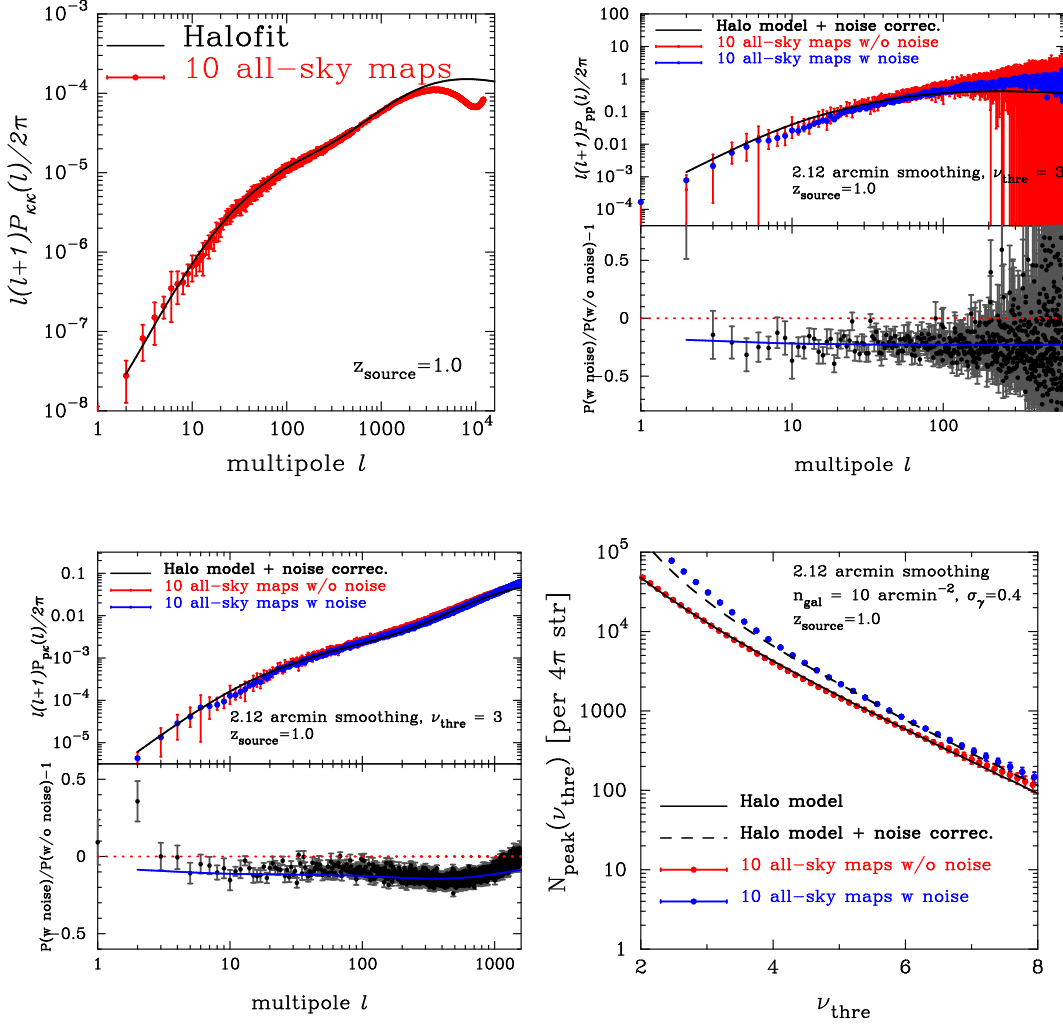 Halofit
10 all-sky maps
z_source=1.0
l(l+1)P_κκ(l)/2π
10^-3
10^-4
10^-5
10^-6
10^-7
10^-8
1 10 100 1000 10^4
multipole l
Halo model + noise correc.
10 all-sky maps w/o noise
10 all-sky maps w noise
2.12 arcmin smoothing, ν_thre = 3
z_source=1.0
l(l+1)P_pp(l)/2π
100
10
1
0.1
0.01
10^-3
10^-4
P(w noise)/P(w/o noise)-1
0.5
0
-0.5
1 10 100
multipole l
Halo model + noise correc.
10 all-sky maps w/o noise
10 all-sky maps w noise
2.12 arcmin smoothing, ν_thre = 3
z_source=1.0
l(l+1)P_pκ(l)/2π
0.1
0.01
10^-3
10^-4
10^-5
P(w noise)/P(w/o noise)-1
0.5
0
-0.5
1 10 100 1000
multipole l
2.12 arcmin smoothing
n_gal = 10 arcmin^-2, σ_γ=0.4
z_source=1.0
N_peak(ν_thre) [per 4π str]
10^5
10^4
1000
100
10
1
Halo model
Halo model + noise correc.
10 all-sky maps w/o noise
10 all-sky maps w noise
2 4 6 8
ν_thre